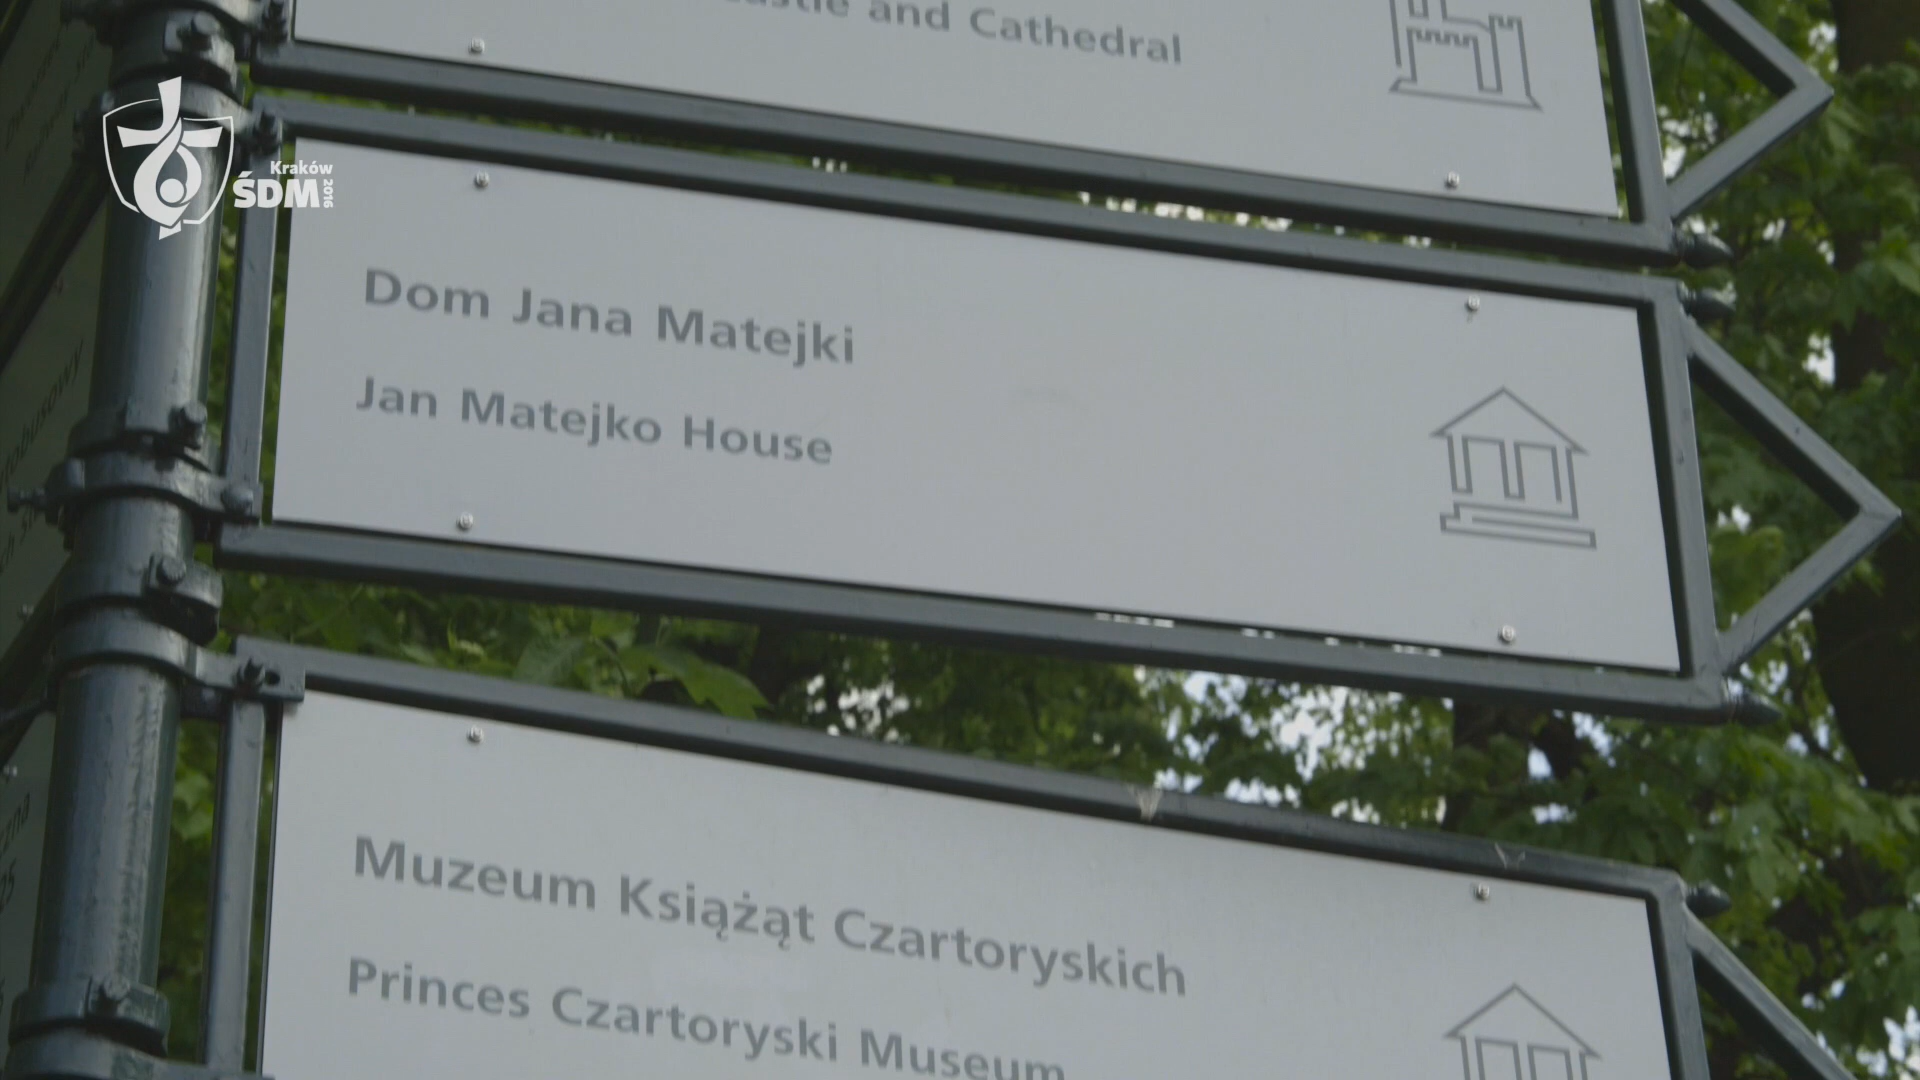 and Cathedral
Kraków
ŚDM 2016
Dom Jana Matejki
Jan Matejko House
Muzeum Książąt Czartoryskich
Princes Czartoryski Museum